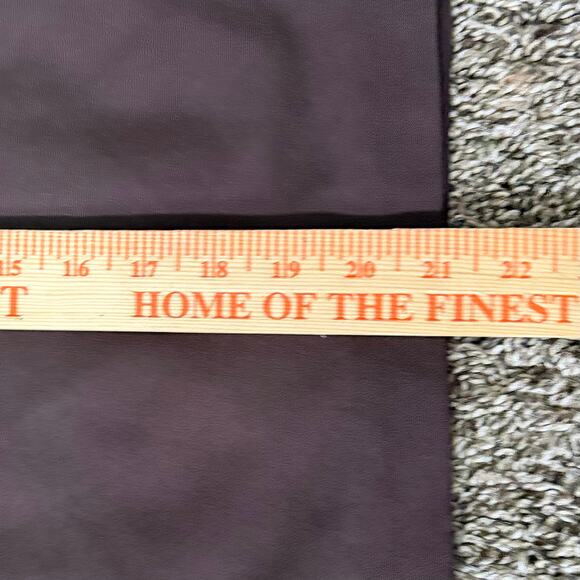 15 16 17 18 19 20 21 22
T HOME OF THE FINEST